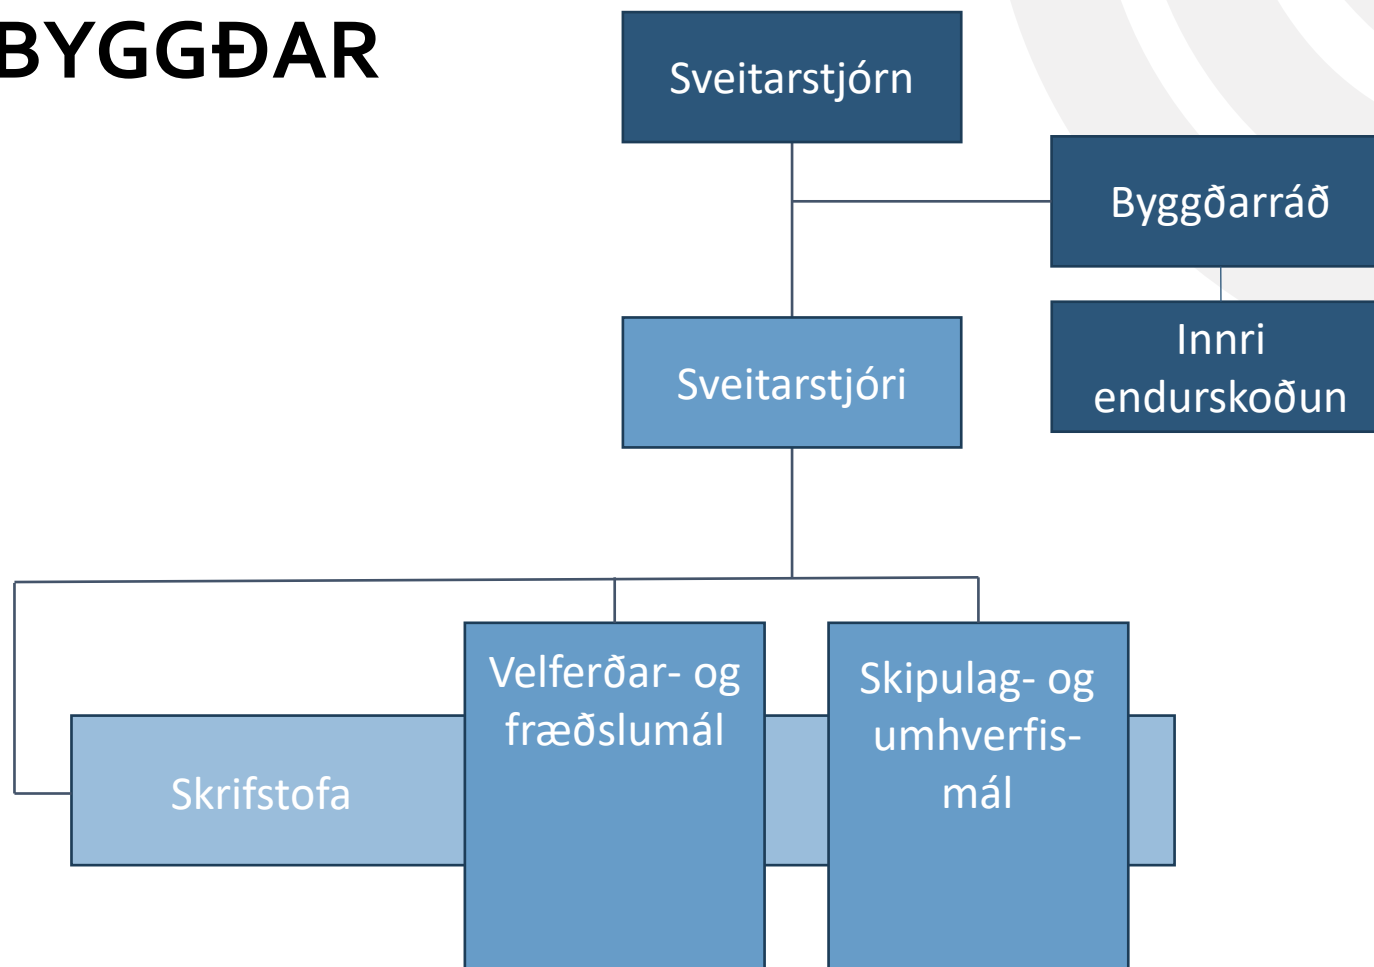 BYGGÐAR
Sveitarstjórn
Byggðarráð
Innri
endurskoðun
Sveitarstjóri
Velferðar- og
fræðslumál
Skipulag- og
umhverfis-
mál
Skrifstofa